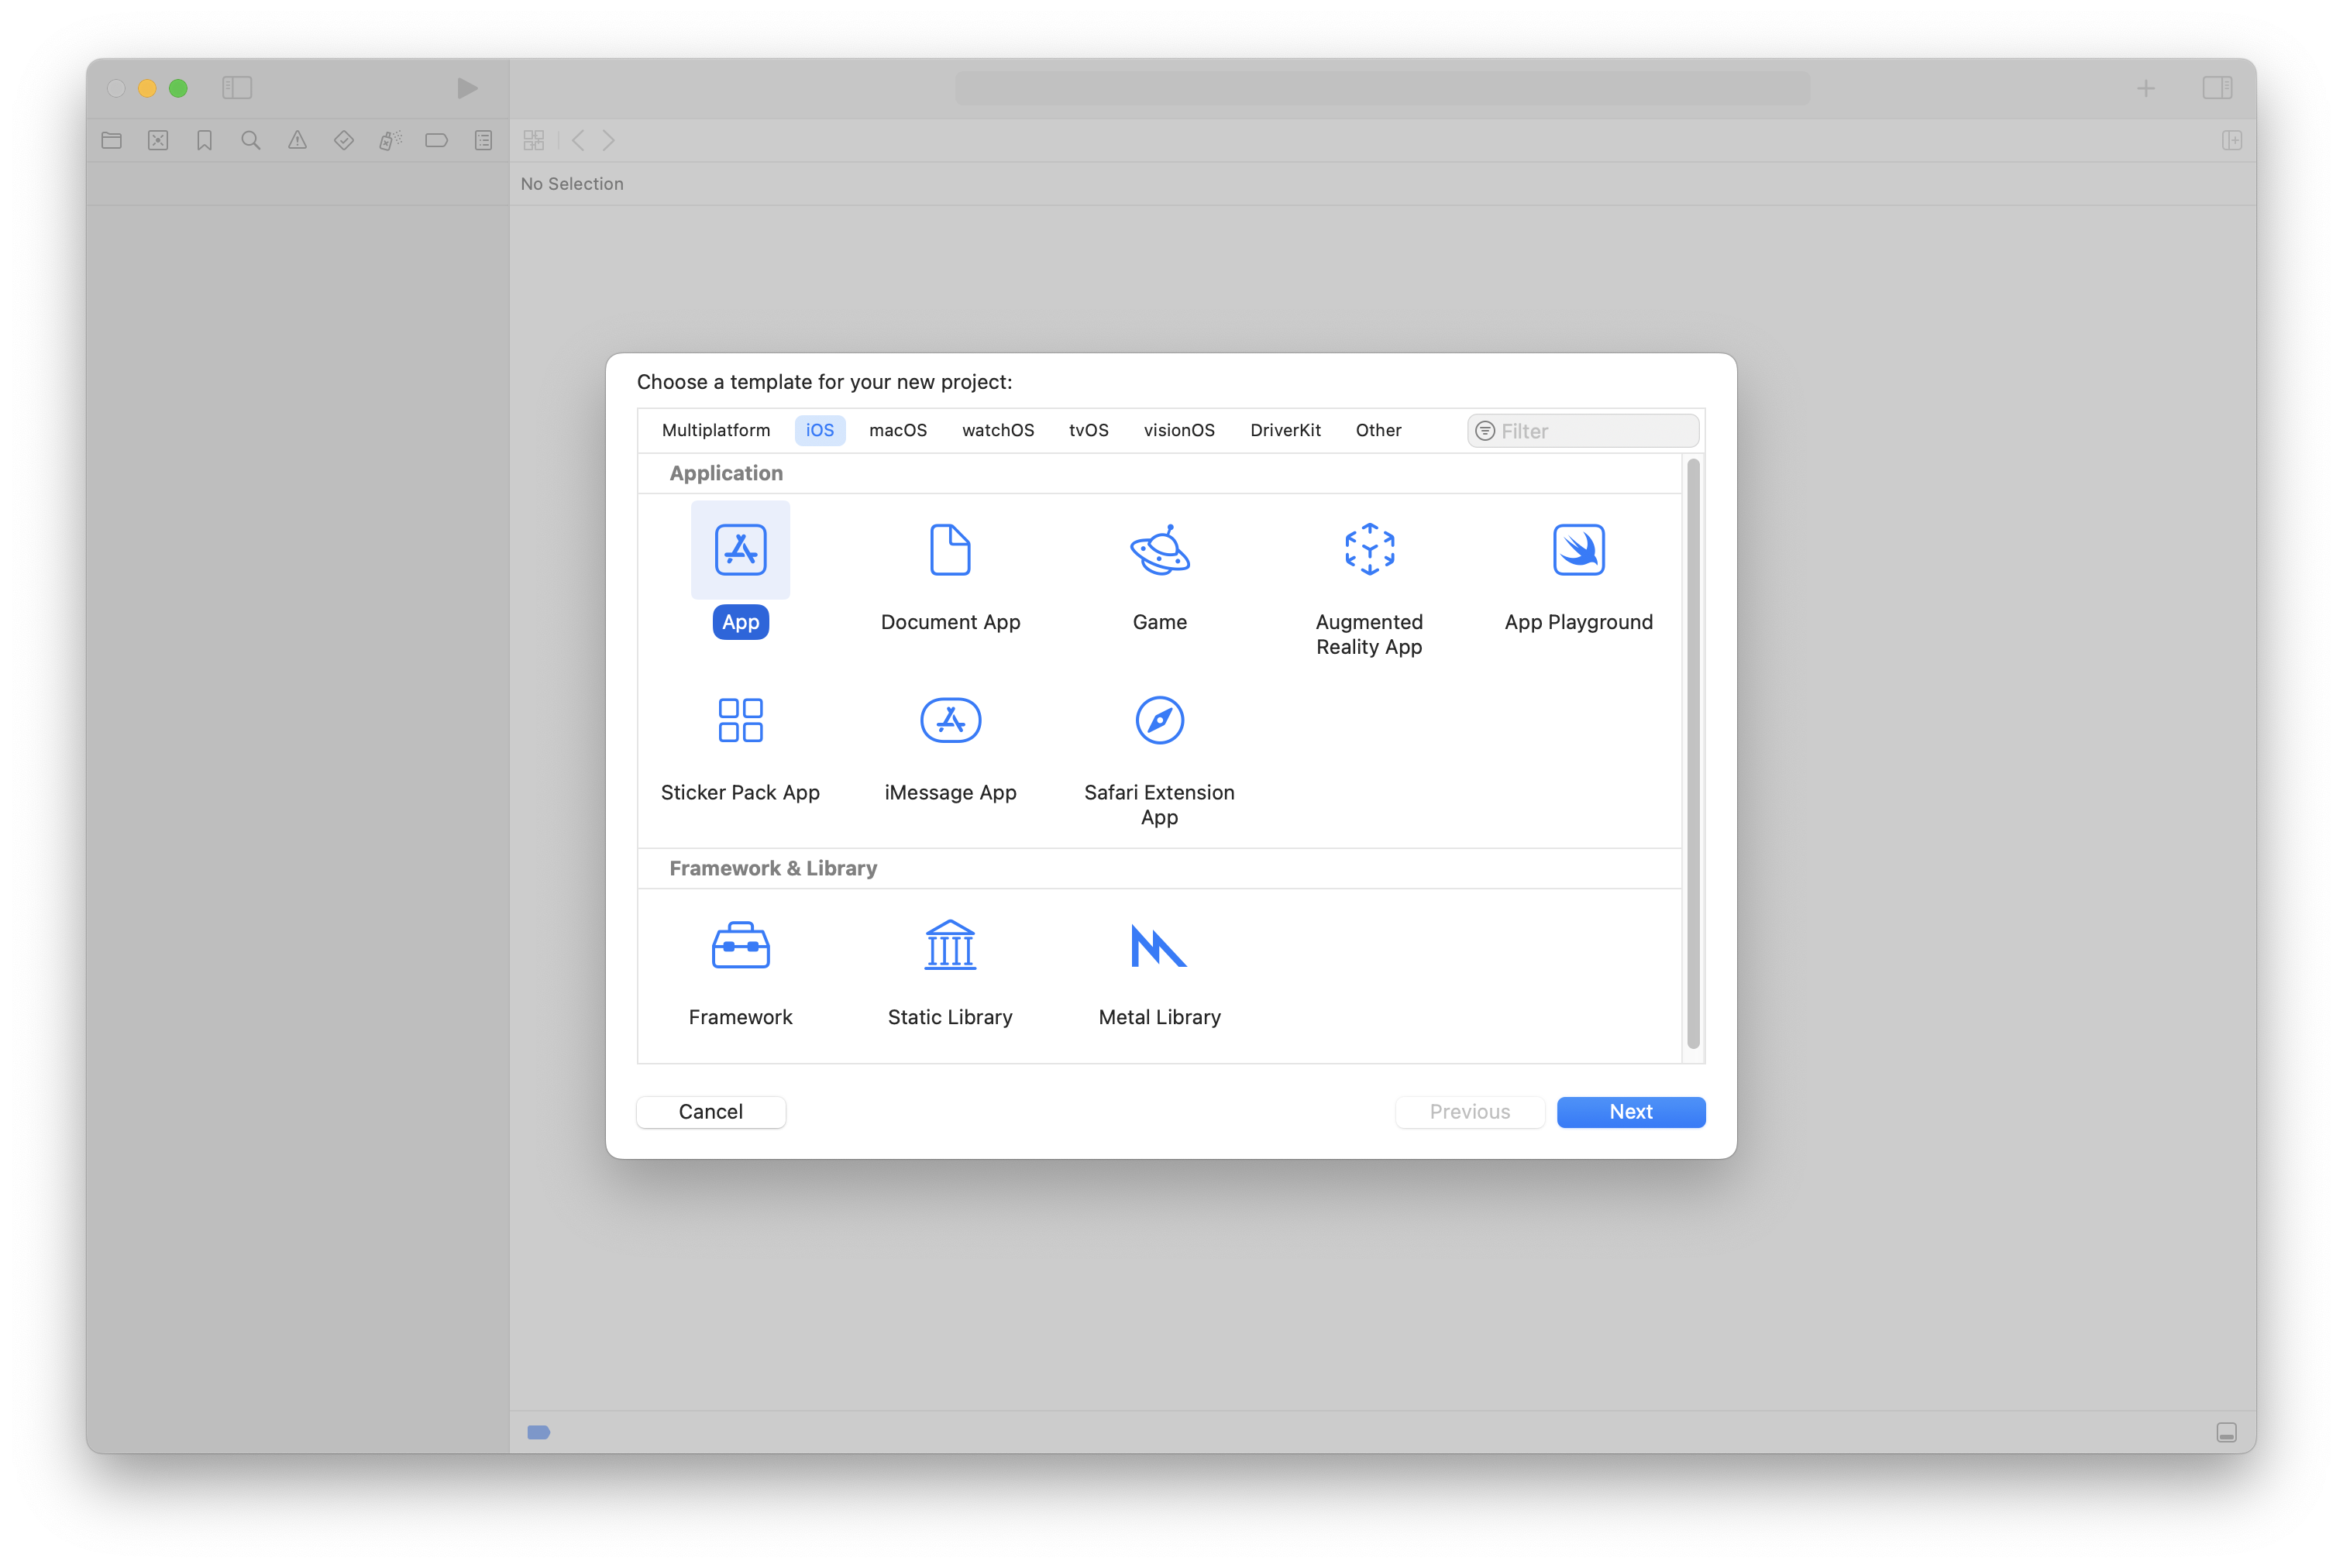 No Selection
Choose a template for your new project:
Multiplatform iOS macOS watchOS tvOS visionOS DriverKit Other Filter
Application
App Document App Game Augmented Reality App App Playground
Sticker Pack App iMessage App Safari Extension App
Framework & Library
Framework Static Library Metal Library
Cancel Previous Next